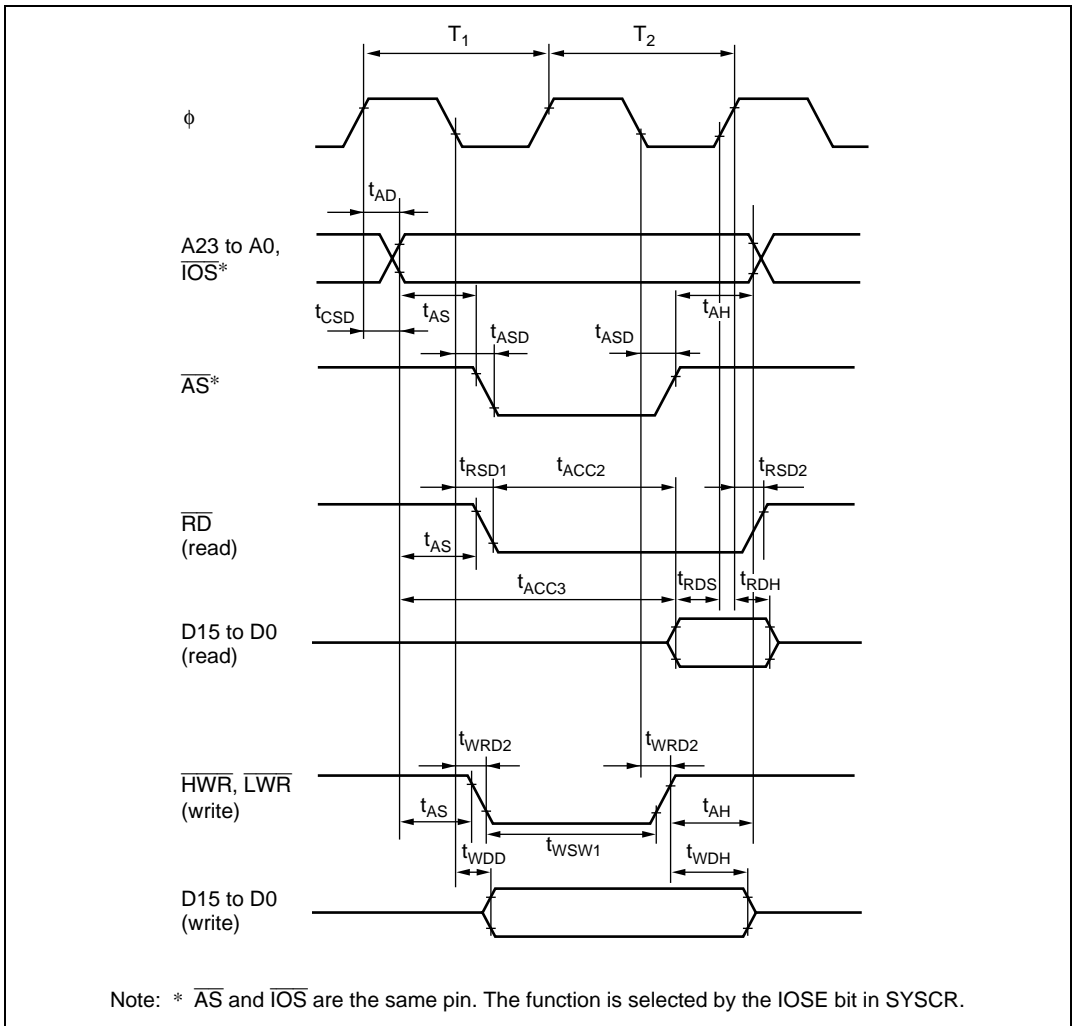 T1 T2
ϕ
tAD
A23 to A0,
IOS*
tCSD tAS tASD tASD tAH
AS*
tRSD1 tACC2 tRSD2
RD
(read)
tAS
tACC3 tRDS tRDH
D15 to D0
(read)
tWRD2 tWRD2
HWR, LWR
(write)
tAS tWSW1 tAH
tWDD tWDH
D15 to D0
(write)
Note: * AS and IOS are the same pin. The function is selected by the IOSE bit in SYSCR.